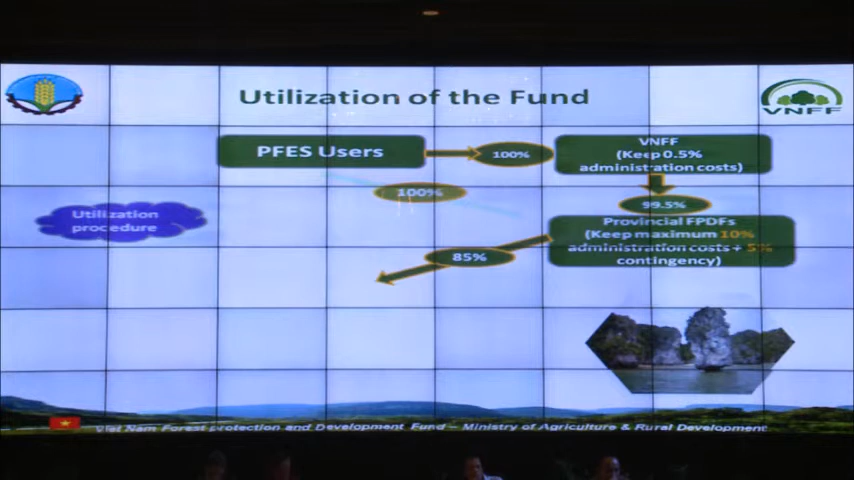 Utilization of the Fund
VNFF
PFES Users
100%
VNFF
(Keep 0.5%
administration costs)
100%
99.5%
Utilization
procedure
Provincial FPDFs
(Keep maximum 10%
administration costs + 5%
contingency)
85%
Viet Nam Forest Protection and Development Fund – Ministry of Agriculture & Rural Development